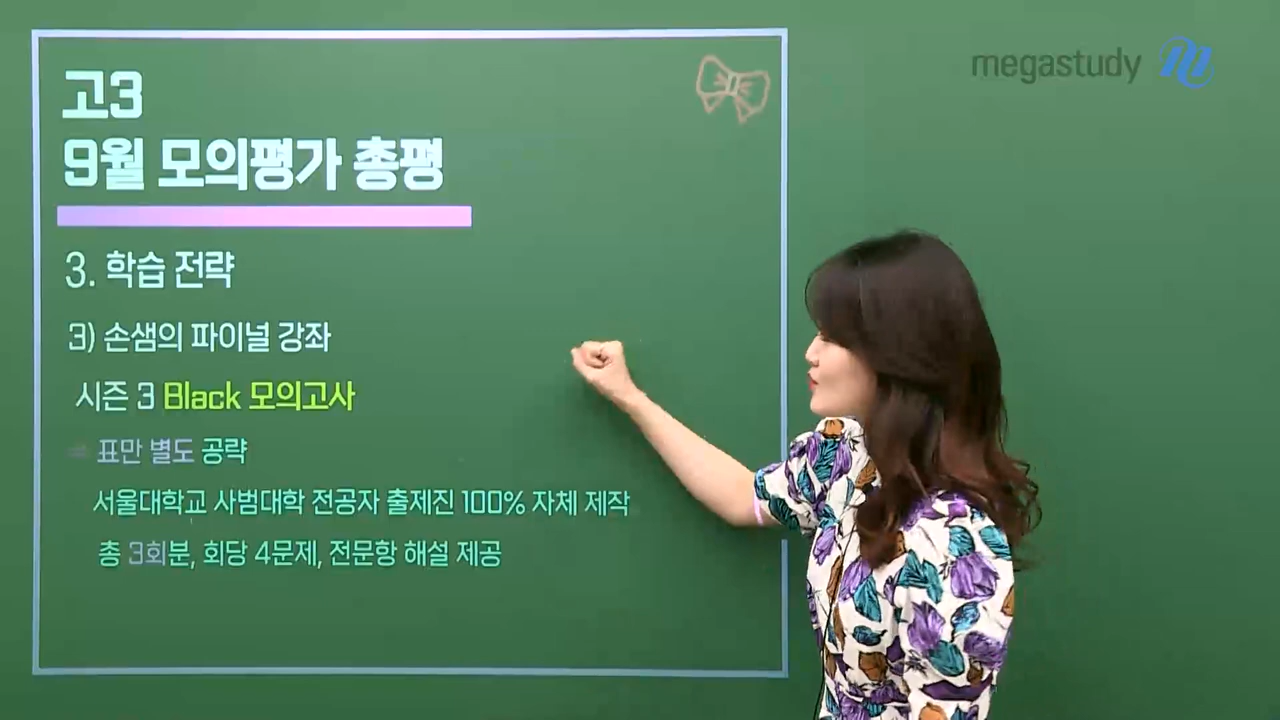 megastudy
고3
9월 모의평가 총평
3. 학습 전략
3) 손샘의 파이널 강좌
시즌 3 Black 모의고사
표만 별도 공략
서울대학교 사범대학 전공자 출제진 100% 자체 제작
총 3회분, 회당 4문제, 전문항 해설 제공